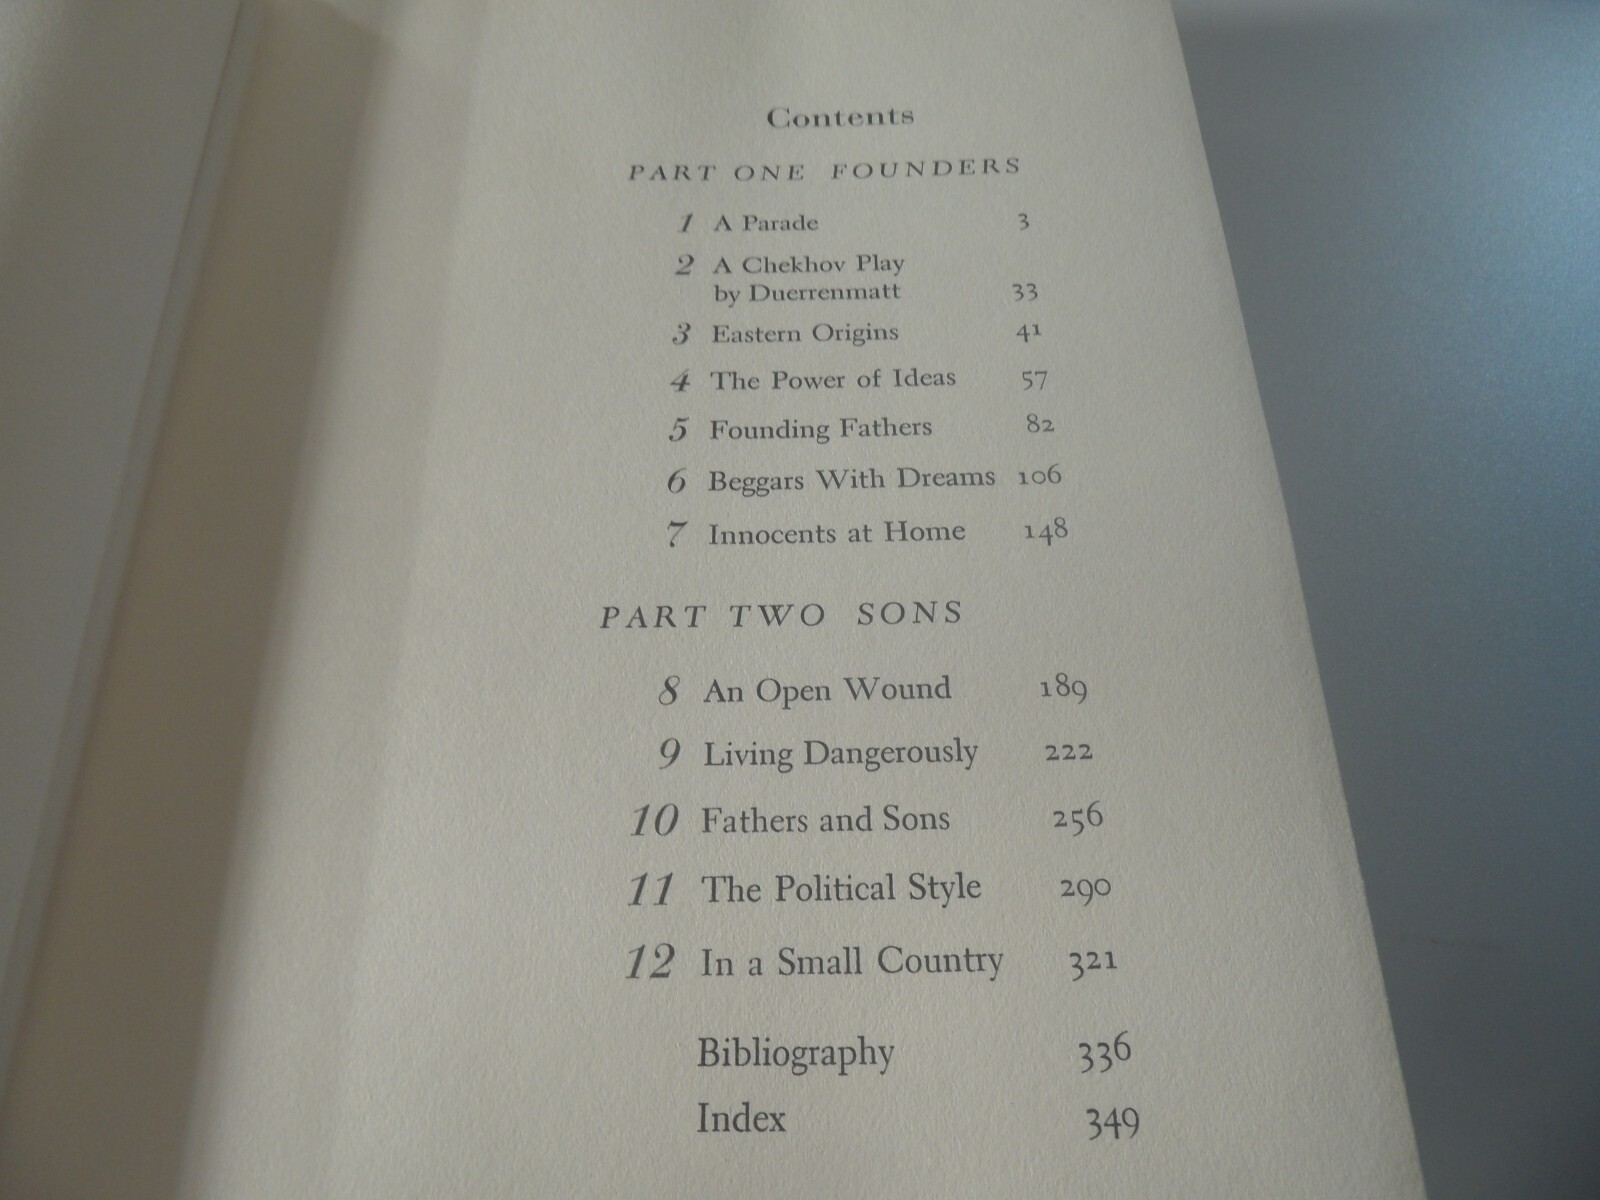 Contents
PART ONE FOUNDERS
1 A Parade 3
2 A Chekhov Play
by Duerrenmatt 33
3 Eastern Origins 41
4 The Power of Ideas 57
5 Founding Fathers 82
6 Beggars With Dreams 106
7 Innocents at Home 148
PART TWO SONS
8 An Open Wound 189
9 Living Dangerously 222
10 Fathers and Sons 256
11 The Political Style 290
12 In a Small Country 321
Bibliography 336
Index 349